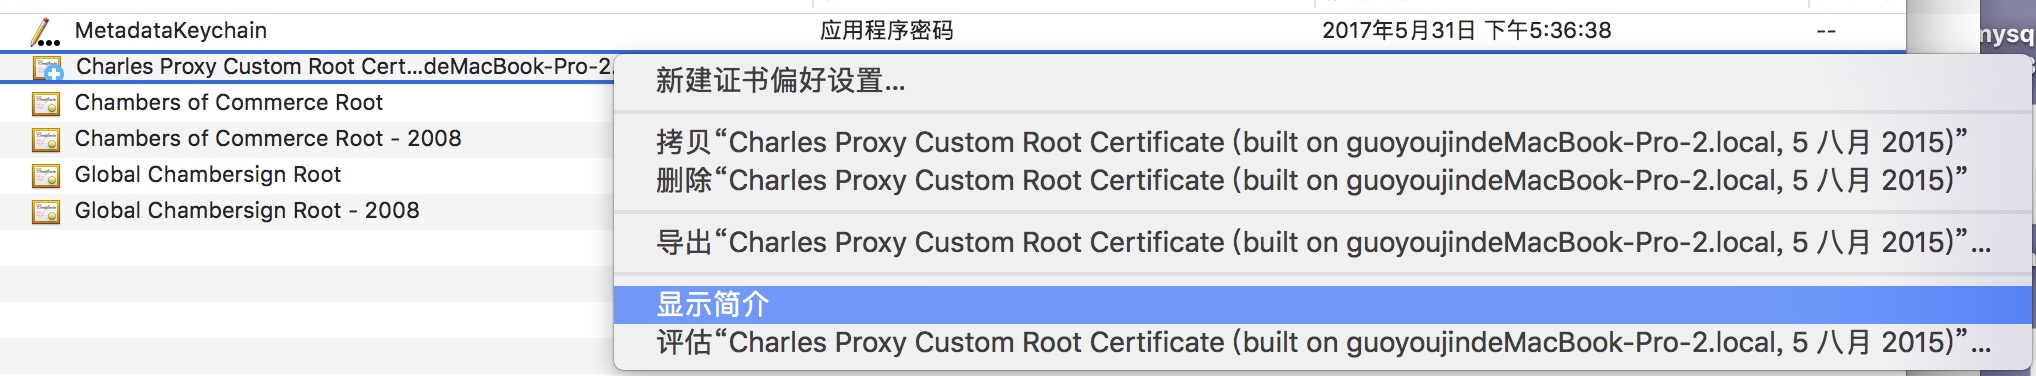 MetadataKeychain 应用程序密码 2017年5月31日 下午5:36:38 --
Charles Proxy Custom Root Cert...deMacBook-Pro-2.
Chambers of Commerce Root
Chambers of Commerce Root - 2008
Global Chambersign Root
Global Chambersign Root - 2008
新建证书偏好设置...
拷贝“Charles Proxy Custom Root Certificate (built on guoyoujindeMacBook-Pro-2.local, 5 八月 2015)”
删除“Charles Proxy Custom Root Certificate (built on guoyoujindeMacBook-Pro-2.local, 5 八月 2015)”
导出“Charles Proxy Custom Root Certificate (built on guoyoujindeMacBook-Pro-2.local, 5 八月 2015)”...
显示简介
评估“Charles Proxy Custom Root Certificate (built on guoyoujindeMacBook-Pro-2.local, 5 八月 2015)”...